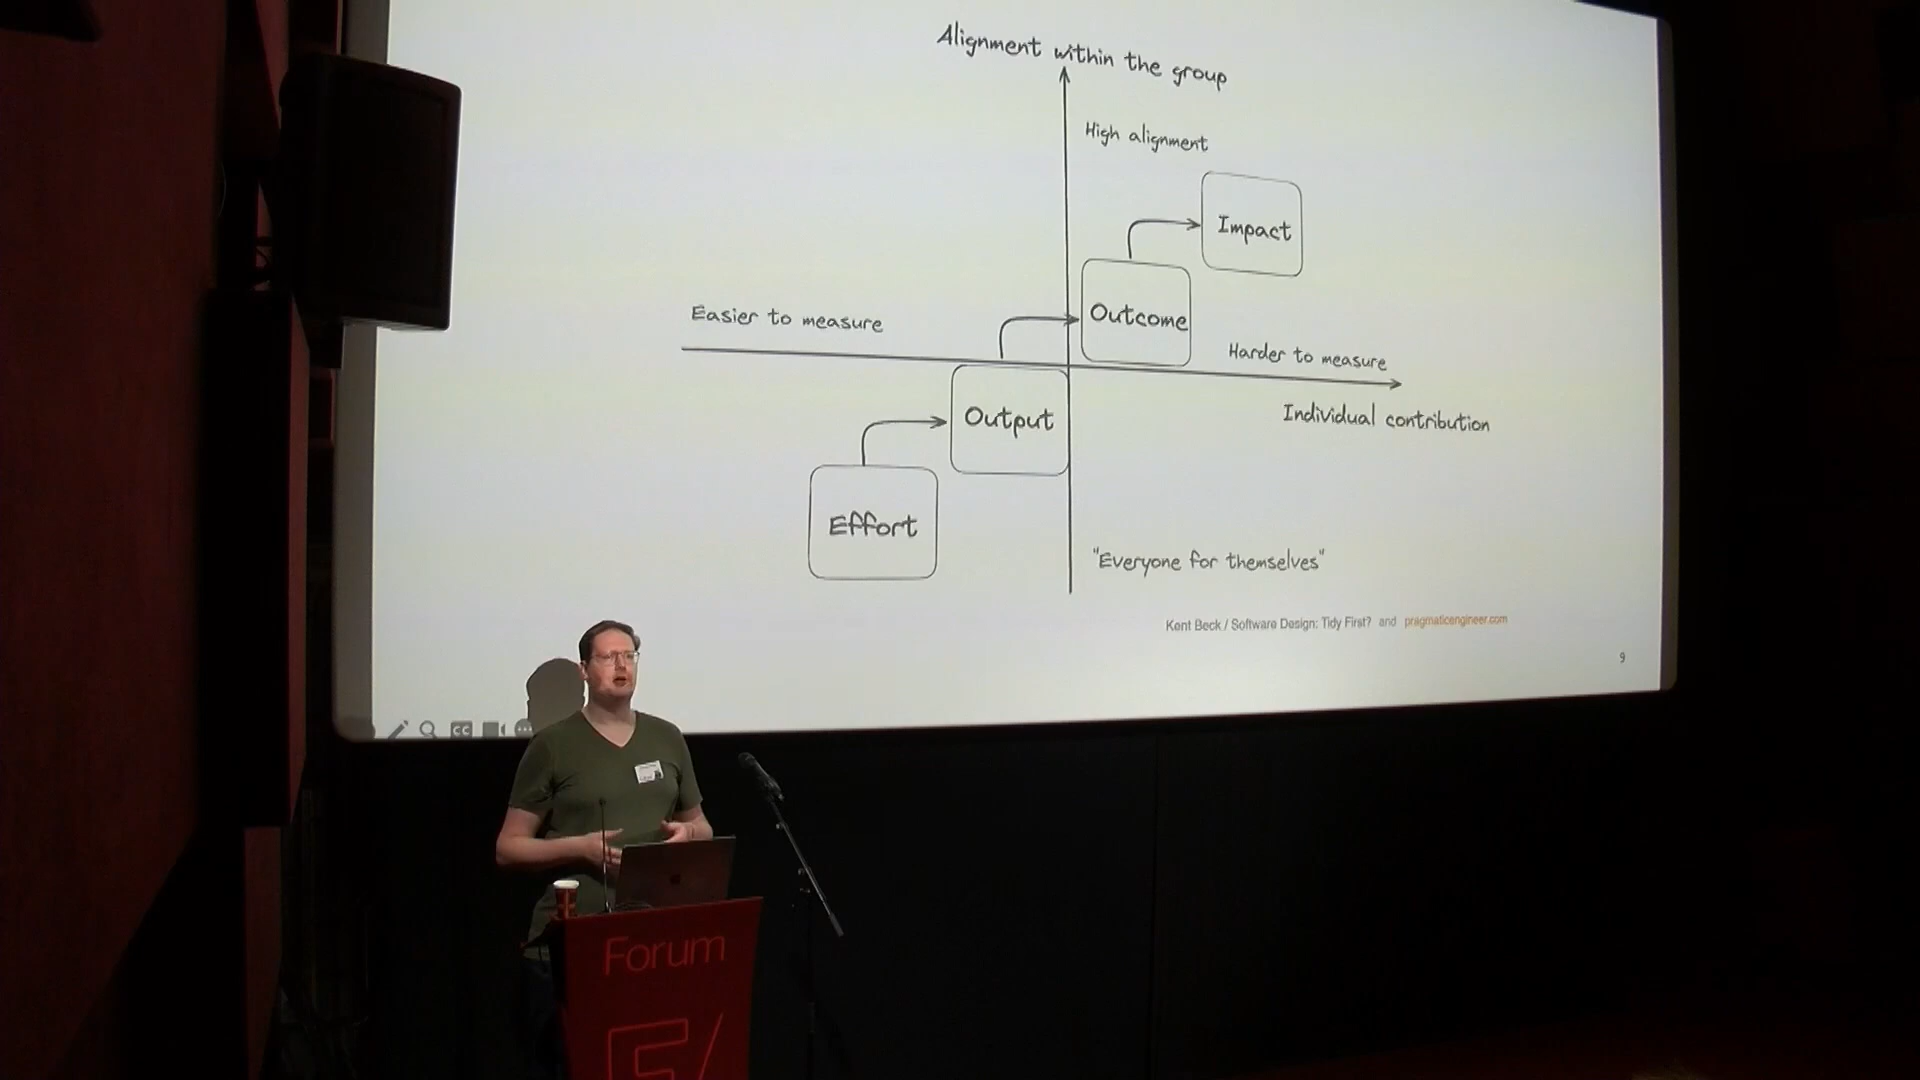 Alignment within the group
High alignment
Impact
Outcome
Easier to measure
Harder to measure
Individual contribution
Output
Effort
"Everyone for themselves"
Kent Beck / Software Design: Tidy First? and pragmaticengineer.com
9
CC
Forum